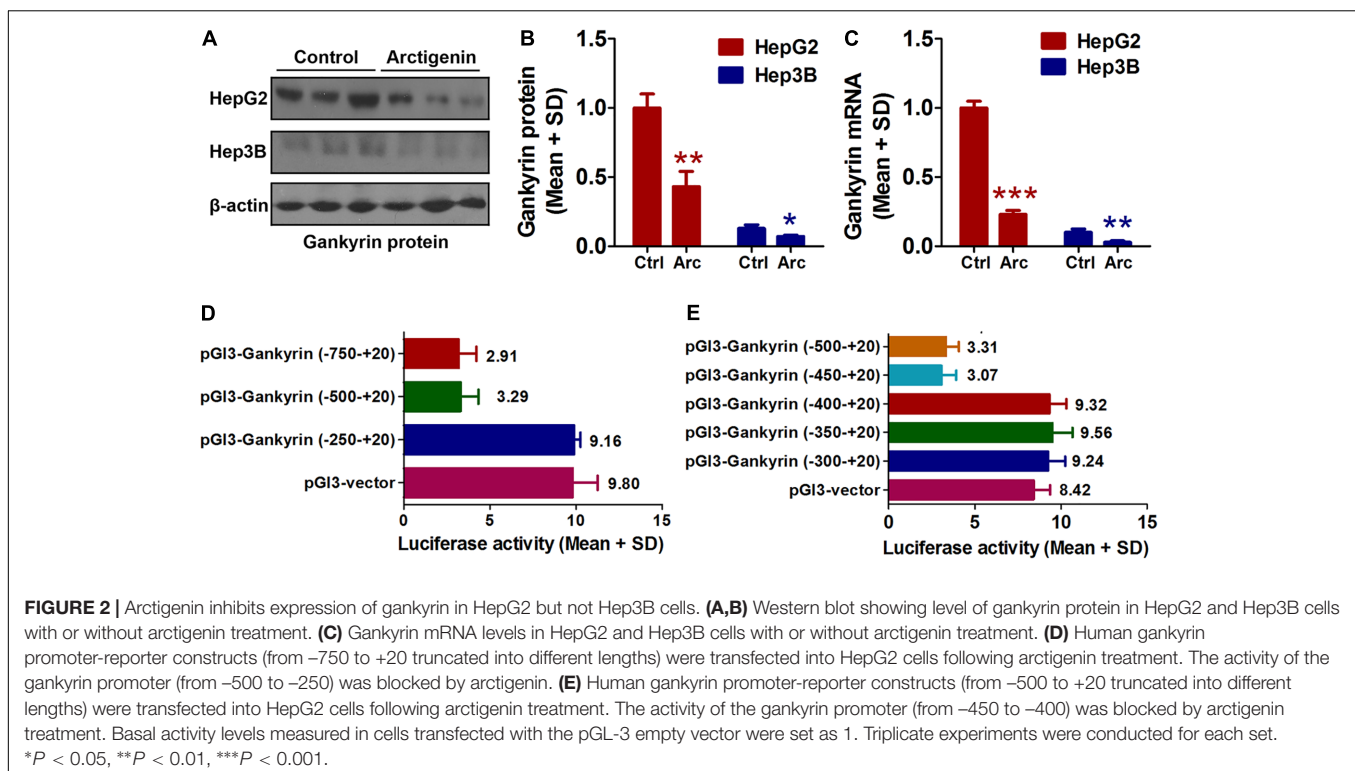 A
Control Arctigenin
HepG2
Hep3B
β-actin
Gankyrin protein
B
HepG2
Hep3B
Gankyrin protein
(Mean + SD)
1.5
1.0
0.5
0.0
**
*
Ctrl Arc Ctrl Arc
C
HepG2
Hep3B
Gankyrin mRNA
(Mean + SD)
1.5
1.0
0.5
0.0
***
**
Ctrl Arc Ctrl Arc
D
pGl3-Gankyrin (-750-+20) 2.91
pGl3-Gankyrin (-500-+20) 3.29
pGl3-Gankyrin (-250-+20) 9.16
pGl3-vector 9.80
0 5 10 15
Luciferase activity (Mean + SD)
E
pGl3-Gankyrin (-500-+20) 3.31
pGl3-Gankyrin (-450-+20) 3.07
pGl3-Gankyrin (-400-+20) 9.32
pGl3-Gankyrin (-350-+20) 9.56
pGl3-Gankyrin (-300-+20) 9.24
pGl3-vector 8.42
0 5 10 15
Luciferase activity (Mean + SD)
FIGURE 2 | Arctigenin inhibits expression of gankyrin in HepG2 but not Hep3B cells. (A,B) Western blot showing level of gankyrin protein in HepG2 and Hep3B cells
with or without arctigenin treatment. (C) Gankyrin mRNA levels in HepG2 and Hep3B cells with or without arctigenin treatment. (D) Human gankyrin
promoter-reporter constructs (from –750 to +20 truncated into different lengths) were transfected into HepG2 cells following arctigenin treatment. The activity of the
gankyrin promoter (from –500 to –250) was blocked by arctigenin. (E) Human gankyrin promoter-reporter constructs (from –500 to +20 truncated into different
lengths) were transfected into HepG2 cells following arctigenin treatment. The activity of the gankyrin promoter (from –450 to –400) was blocked by arctigenin
treatment. Basal activity levels measured in cells transfected with the pGL-3 empty vector were set as 1. Triplicate experiments were conducted for each set.
*P < 0.05, **P < 0.01, ***P < 0.001.